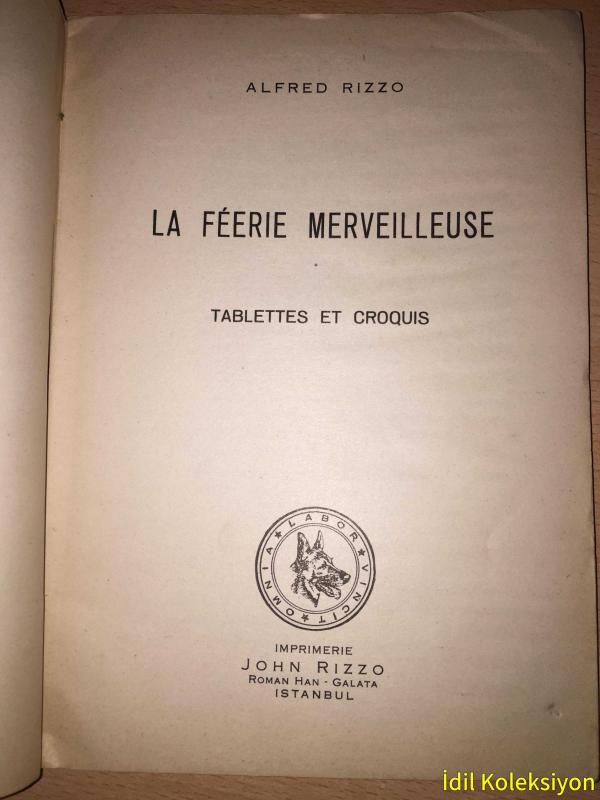 ALFRED RIZZO
LA FÉERIE MERVEILLEUSE
TABLETTES ET CROQUIS
LABOR VINCIT OMNIA
IMPRIMERIE
JOHN RIZZO
ROMAN HAN - GALATA
ISTANBUL
İdil Koleksiyon